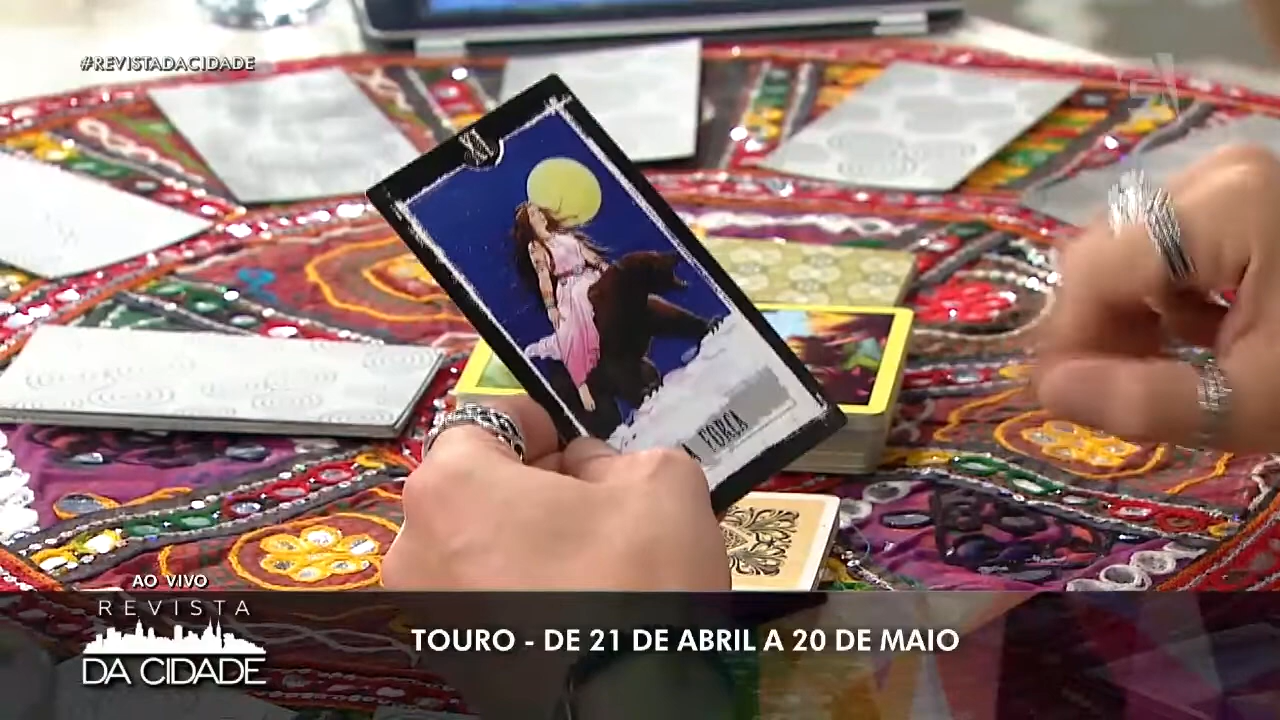 #REVISTADACIDADE
XI
A FORÇA
AO VIVO
REVISTA
DA CIDADE
TOURO - DE 21 DE ABRIL A 20 DE MAIO